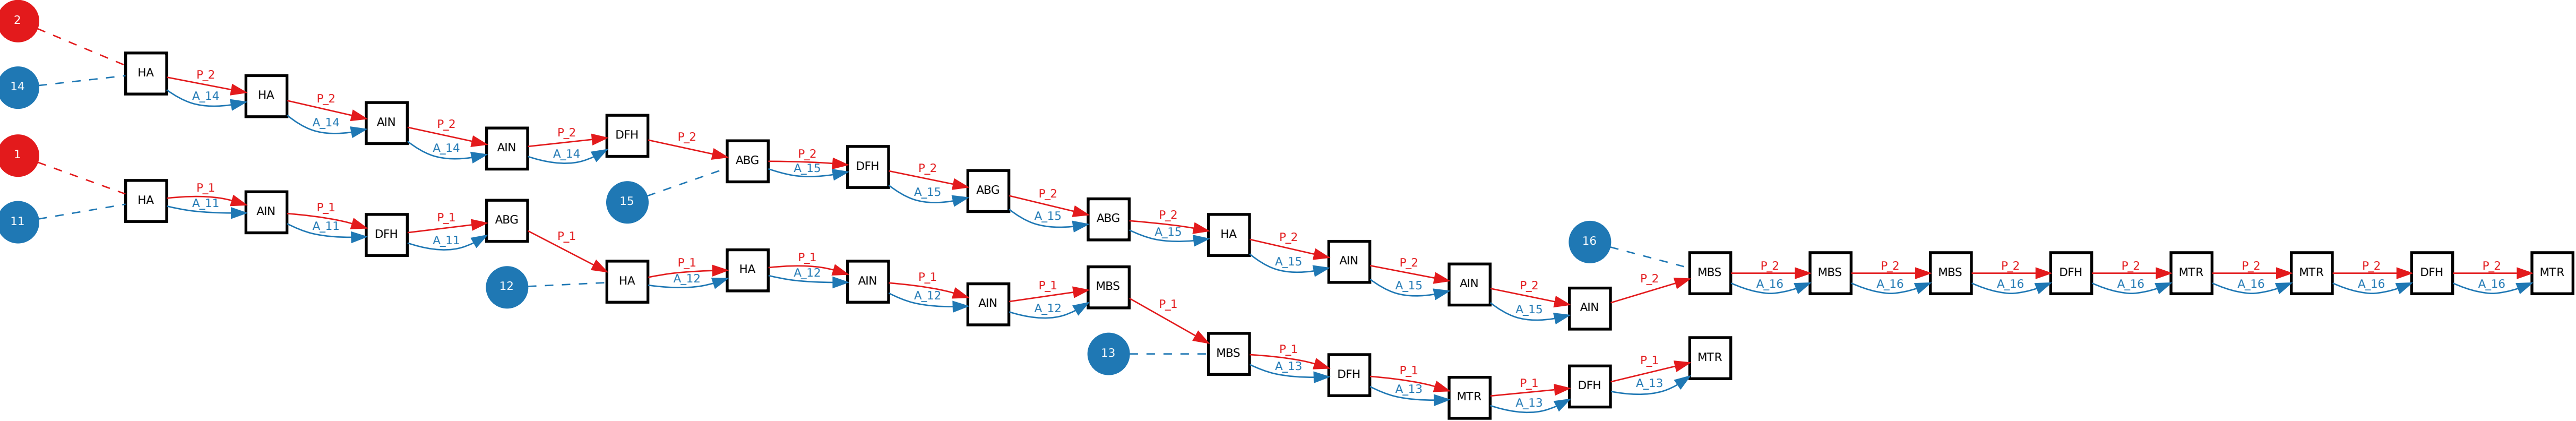 2
14
HA
P_2
A_14
HA
P_2
A_14
AIN
P_2
A_14
AIN
P_2
A_14
DFH
P_2
15
ABG
P_2
A_15
DFH
P_2
A_15
ABG
P_2
A_15
ABG
P_2
A_15
HA
P_2
A_15
AIN
P_2
A_15
AIN
P_2
A_15
AIN
P_2
16
MBS
P_2
A_16
MBS
P_2
A_16
MBS
P_2
A_16
DFH
P_2
A_16
MTR
P_2
A_16
MTR
P_2
A_16
DFH
P_2
A_16
MTR
1
11
HA
P_1
A_11
AIN
P_1
A_11
DFH
P_1
A_11
ABG
P_1
12
HA
P_1
A_12
HA
P_1
A_12
AIN
P_1
A_12
AIN
P_1
A_12
MBS
P_1
13
MBS
P_1
A_13
DFH
P_1
A_13
MTR
P_1
A_13
DFH
P_1
A_13
MTR